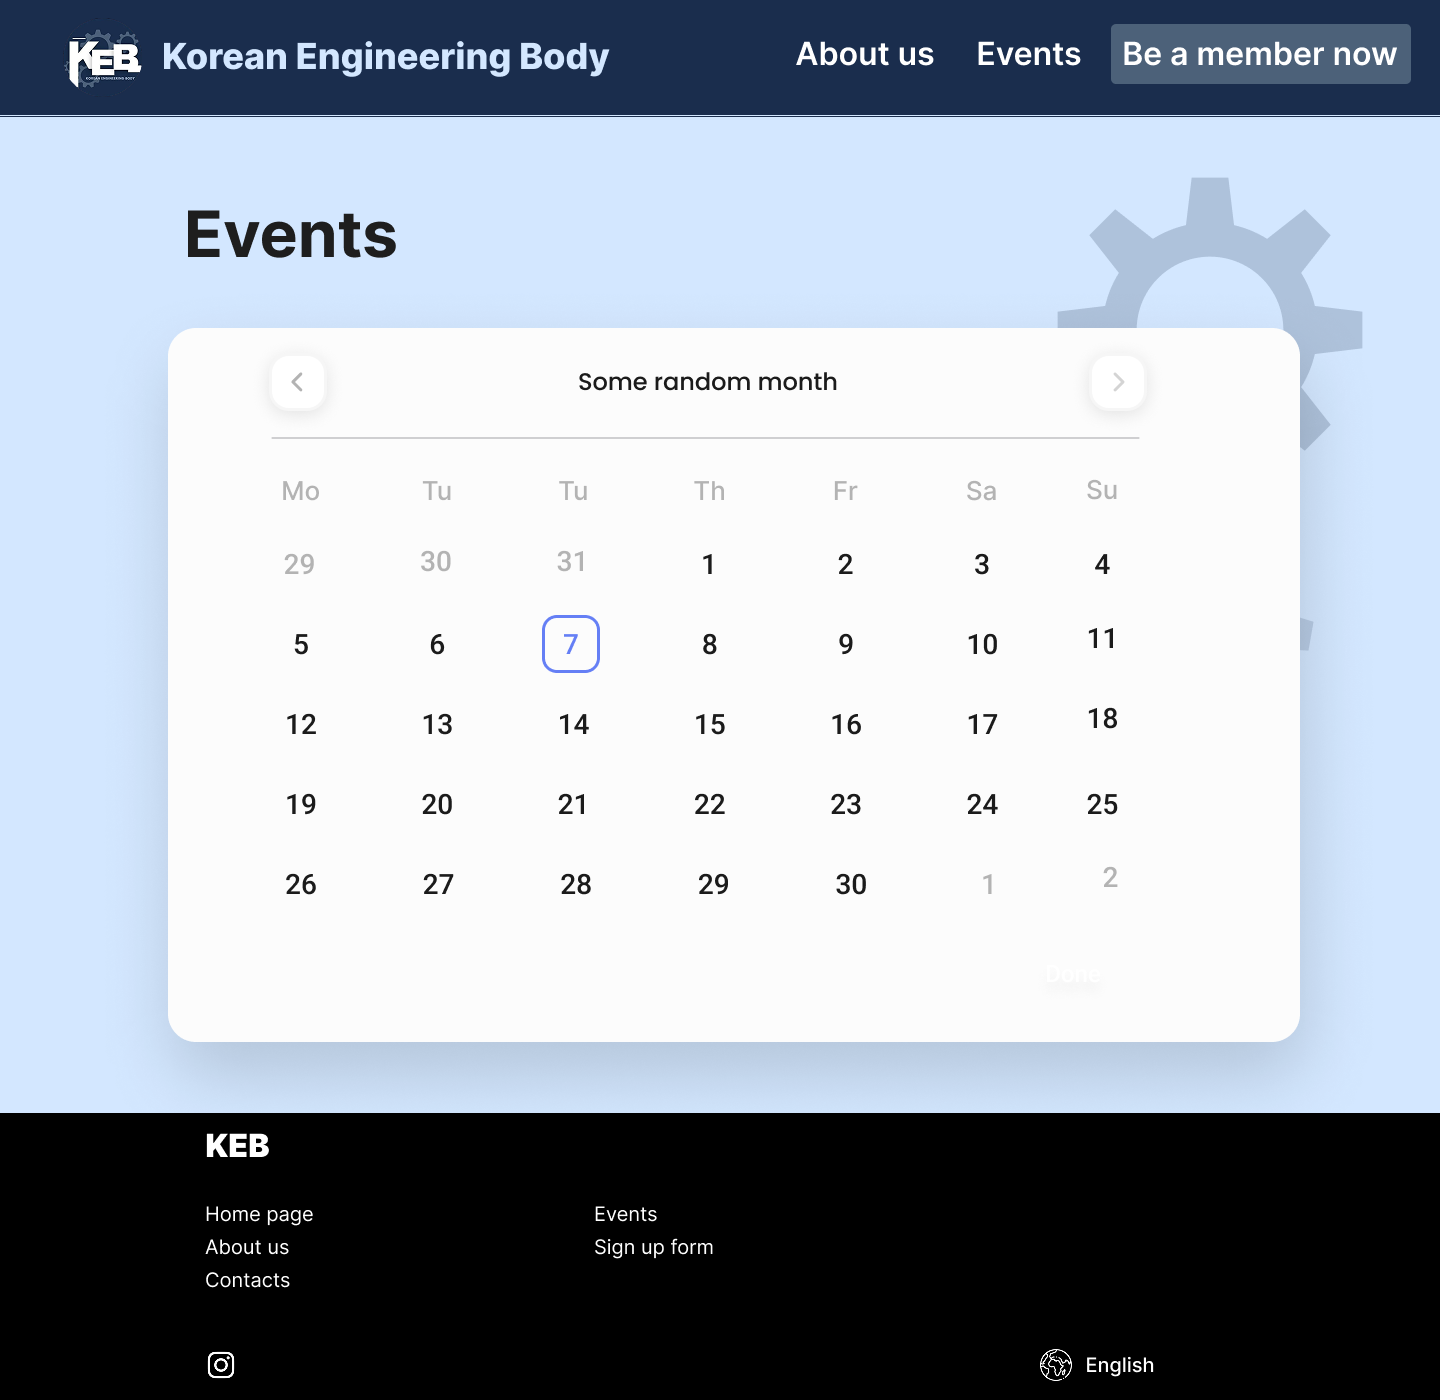 KEB
KOREAN ENGINEERING BODY
Korean Engineering Body
About us
Events
Be a member now
Events
Some random month
Mo Tu Tu Th Fr Sa Su
29 30 31 1 2 3 4
5 6 7 8 9 10 11
12 13 14 15 16 17 18
19 20 21 22 23 24 25
26 27 28 29 30 1 2
Done
KEB
Home page
About us
Contacts
Events
Sign up form
English